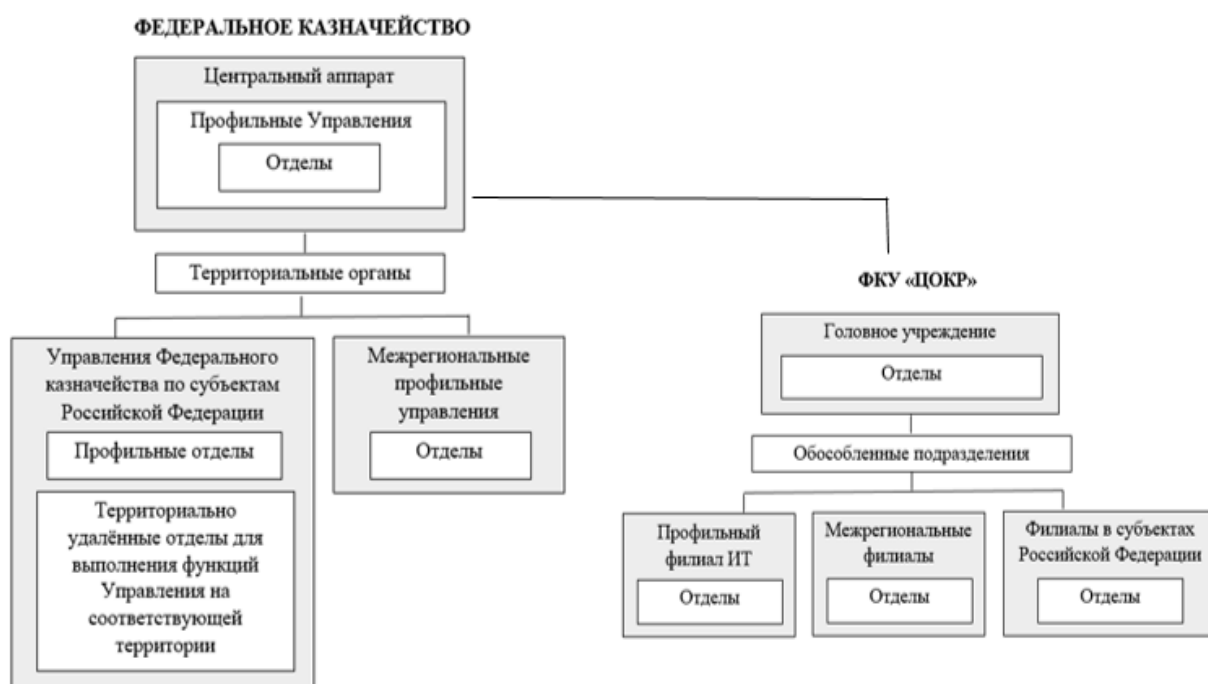 ФЕДЕРАЛЬНОЕ КАЗНАЧЕЙСТВО
Центральный аппарат
Профильные Управления
Отделы
Территориальные органы
Управления Федерального
казначейства по субъектам
Российской Федерации
Профильные отделы
Территориально
удалённые отделы для
выполнения функций
Управления на
соответствующей
территории
Межрегиональные
профильные
управления
Отделы
ФКУ «ЦОКР»
Головное учреждение
Отделы
Обособленные подразделения
Профильный
филиал ИТ
Отделы
Межрегиональные
филиалы
Отделы
Филиалы в субъектах
Российской Федерации
Отделы